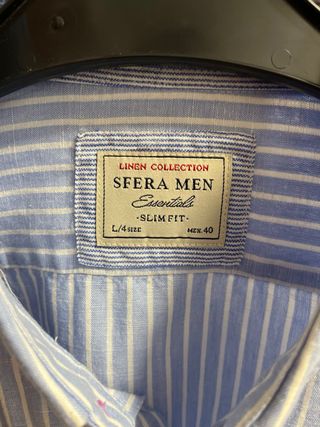 LINEN COLLECTION
SFERA MEN
Essentials
·SLIM FIT·
L/4 SIZE MEX. 40